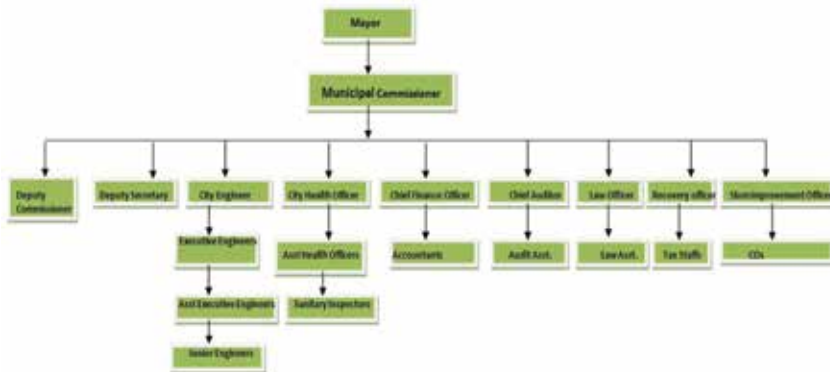 Mayor
Municipal Commissioner
Deputy
Commissioner
Deputy Secretary
City Engineer
City Health Officer
Chief Finance Officer
Chief Auditor
Law Officer
Recovery officer
Slum Improvement Officer
Executive Engineers
Asst Health Officers
Accountants
Audit Asst.
Law Asst.
Tax Staffs
COs
Asst Executive Engineers
Sanitary Inspectors
Junior Engineers